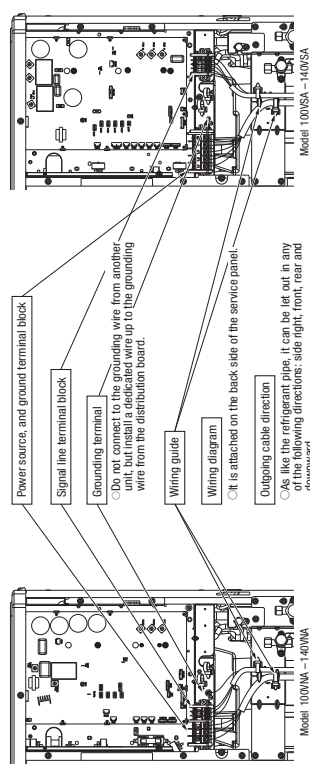 Power source, and ground terminal block
Signal line terminal block
Grounding terminal
○Do not connect to the grounding wire from another
unit, but install a dedicated wire up to the grounding
wire from the distribution board.
Wiring guide
Wiring diagram
○It is attached on the back side of the service panel.
Outgoing cable direction
○As like the refrigerant pipe, it can be let out in any
of the following directions: side right, front, rear and
downward.
Model 100VNA – 140VNA
Model 100VSA – 140VSA